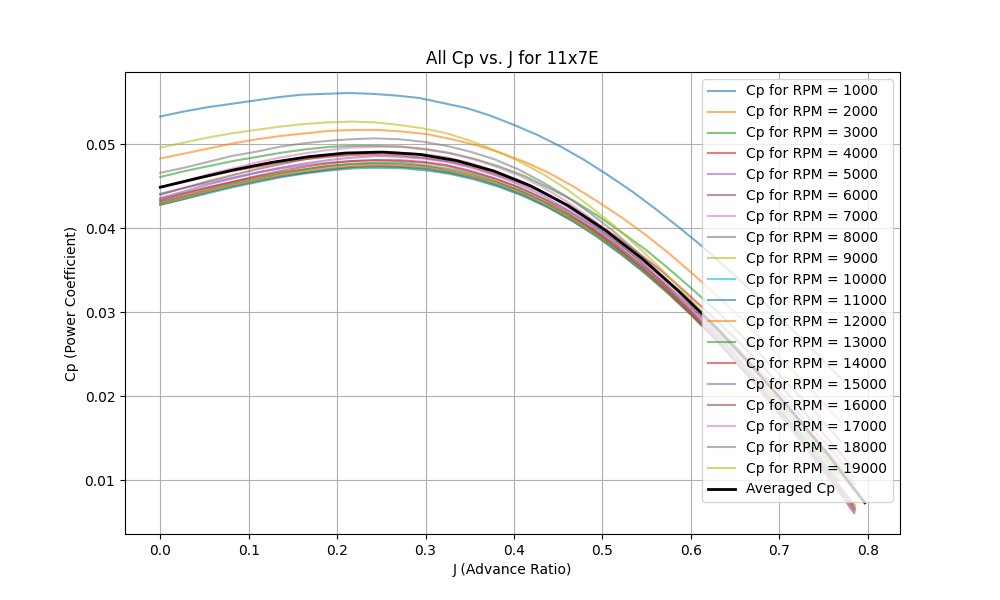 All Cp vs. J for 11x7E
Cp (Power Coefficient)
0.05
0.04
0.03
0.02
0.01
0.0 0.1 0.2 0.3 0.4 0.5 0.6 0.7 0.8
J (Advance Ratio)
Cp for RPM = 1000
Cp for RPM = 2000
Cp for RPM = 3000
Cp for RPM = 4000
Cp for RPM = 5000
Cp for RPM = 6000
Cp for RPM = 7000
Cp for RPM = 8000
Cp for RPM = 9000
Cp for RPM = 10000
Cp for RPM = 11000
Cp for RPM = 12000
Cp for RPM = 13000
Cp for RPM = 14000
Cp for RPM = 15000
Cp for RPM = 16000
Cp for RPM = 17000
Cp for RPM = 18000
Cp for RPM = 19000
Averaged Cp